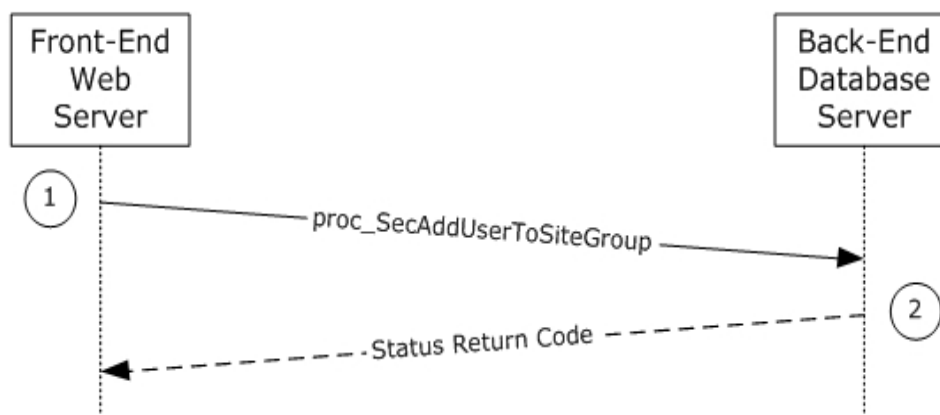 Front-End
Web
Server
Back-End
Database
Server
1
proc_SecAddUserToSiteGroup
2
Status Return Code